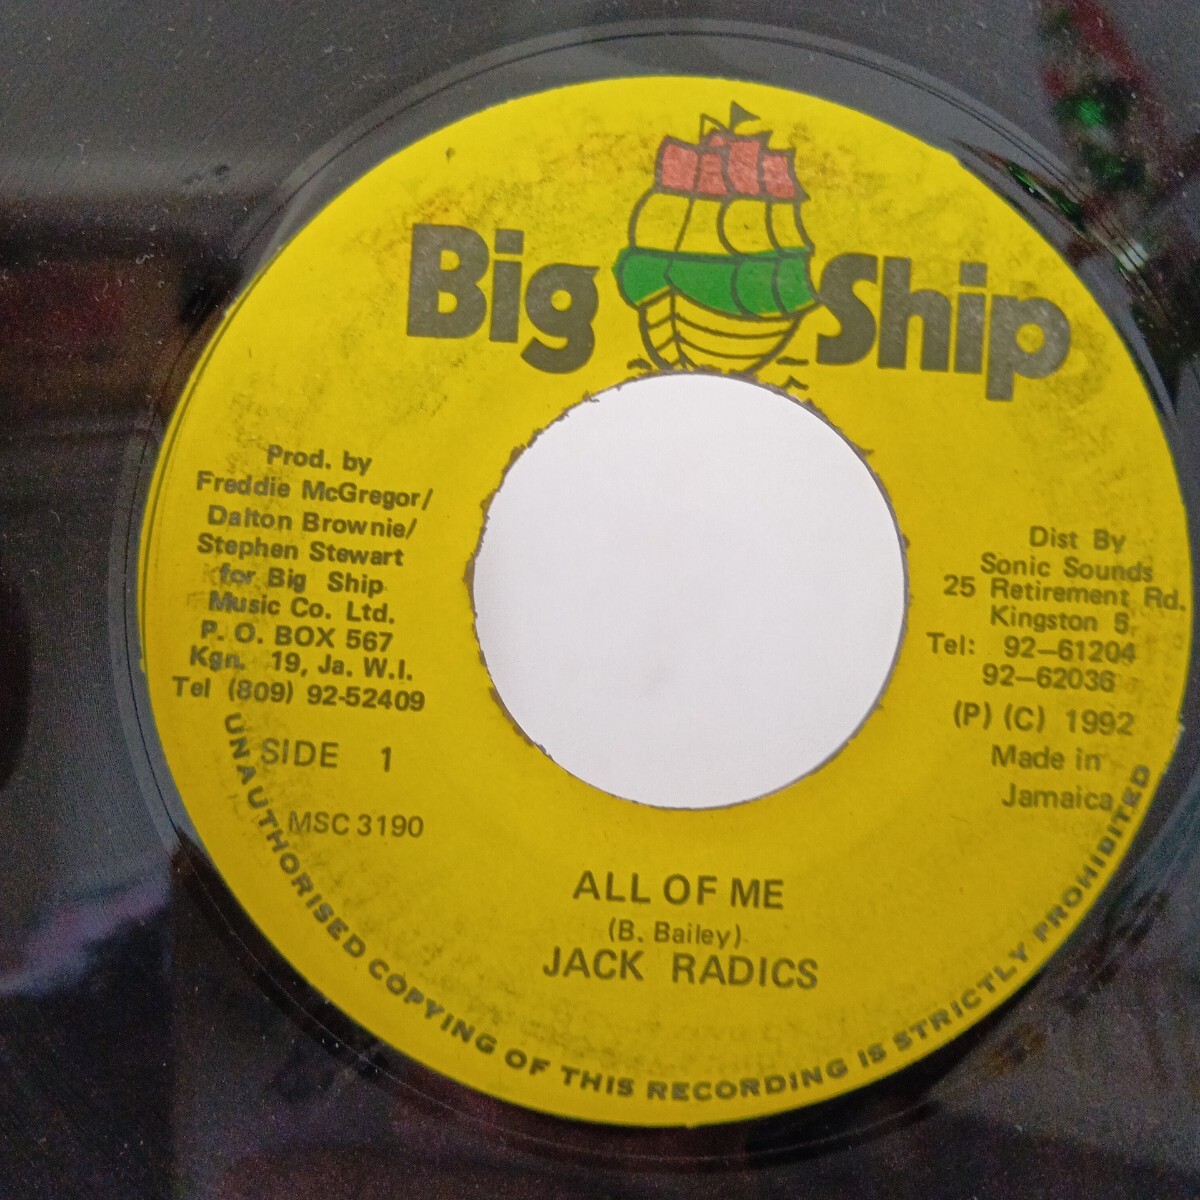 Big Ship
Prod. by
Freddie McGregor/
Dalton Brownie/
Stephen Stewart
for Big Ship
Music Co. Ltd.
P. O. BOX 567
Kgn. 19, Ja. W.I.
Tel (809) 92-52409
SIDE 1
MSC 3190
Dist By
Sonic Sounds
25 Retirement Rd.
Kingston 5,
Tel: 92–61204
92–62036
(P) (C) 1992
Made in
Jamaica
ALL OF ME
(B. Bailey)
JACK RADICS
UNAUTHORISED COPYING OF THIS RECORDING IS STRICTLY PROHIBITED